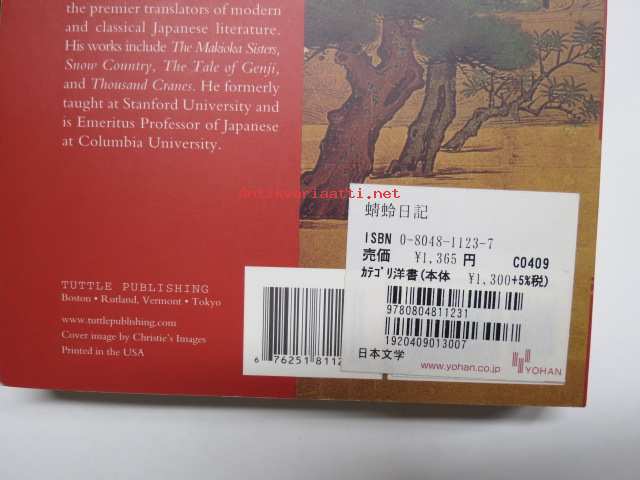 the premier translators of modern
and classical Japanese literature.
His works include The Makioka Sisters,
Snow Country, The Tale of Genji,
and Thousand Cranes. He formerly
taught at Stanford University and
is Emeritus Professor of Japanese
at Columbia University.
Antikvariaatti.net
蜻蛉日記
ISBN 0-8048-1123-7
売価 ¥1,365 円 C0409
ｶﾃｺﾞﾘ洋書(本体 ¥1,300+5%税)
9780804811231
1920409013007
日本文学
www.yohan.co.jp YOHAN
TUTTLE PUBLISHING
Boston • Rutland, Vermont • Tokyo
www.tuttlepublishing.com
Cover image by Christie's Images
Printed in the USA
6 76251 8112